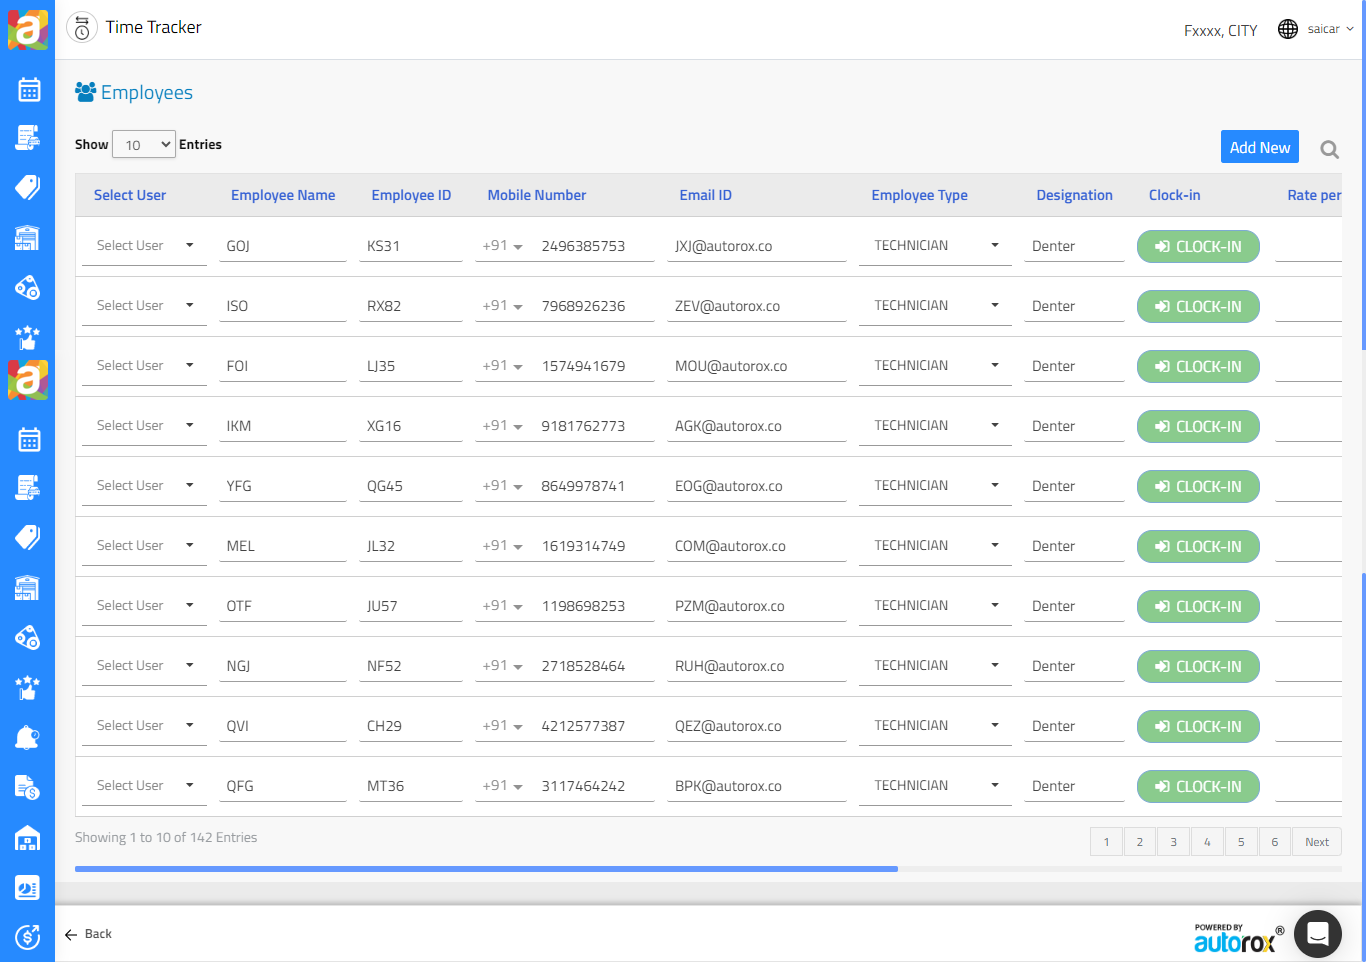 Time Tracker
Fxxxx, CITY saicar
Employees
Show 10 Entries
Add New
Select User Employee Name Employee ID Mobile Number Email ID Employee Type Designation Clock-in Rate per
Select User GOJ KS31 +91 2496385753 JXJ@autorox.co TECHNICIAN Denter CLOCK-IN
Select User ISO RX82 +91 7968926236 ZEV@autorox.co TECHNICIAN Denter CLOCK-IN
Select User FOI LJ35 +91 1574941679 MOU@autorox.co TECHNICIAN Denter CLOCK-IN
Select User IKM XG16 +91 9181762773 AGK@autorox.co TECHNICIAN Denter CLOCK-IN
Select User YFG QG45 +91 8649978741 EOG@autorox.co TECHNICIAN Denter CLOCK-IN
Select User MEL JL32 +91 1619314749 COM@autorox.co TECHNICIAN Denter CLOCK-IN
Select User OTF JU57 +91 1198698253 PZM@autorox.co TECHNICIAN Denter CLOCK-IN
Select User NGJ NF52 +91 2718528464 RUH@autorox.co TECHNICIAN Denter CLOCK-IN
Select User QVI CH29 +91 4212577387 QEZ@autorox.co TECHNICIAN Denter CLOCK-IN
Select User QFG MT36 +91 3117464242 BPK@autorox.co TECHNICIAN Denter CLOCK-IN
Showing 1 to 10 of 142 Entries
1 2 3 4 5 6 Next
Back
POWERED BY
autorox®